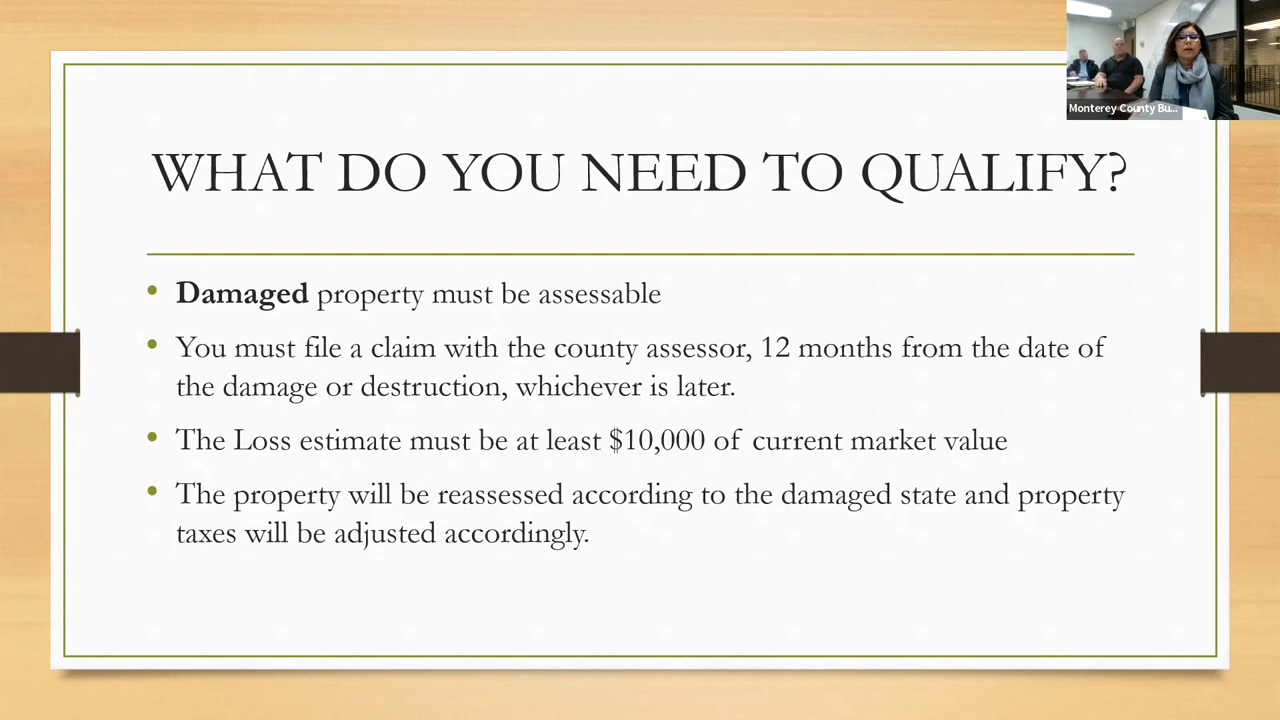 Monterey County Bu...
WHAT DO YOU NEED TO QUALIFY?
• Damaged property must be assessable
• You must file a claim with the county assessor, 12 months from the date of
the damage or destruction, whichever is later.
• The Loss estimate must be at least $10,000 of current market value
• The property will be reassessed according to the damaged state and property
taxes will be adjusted accordingly.